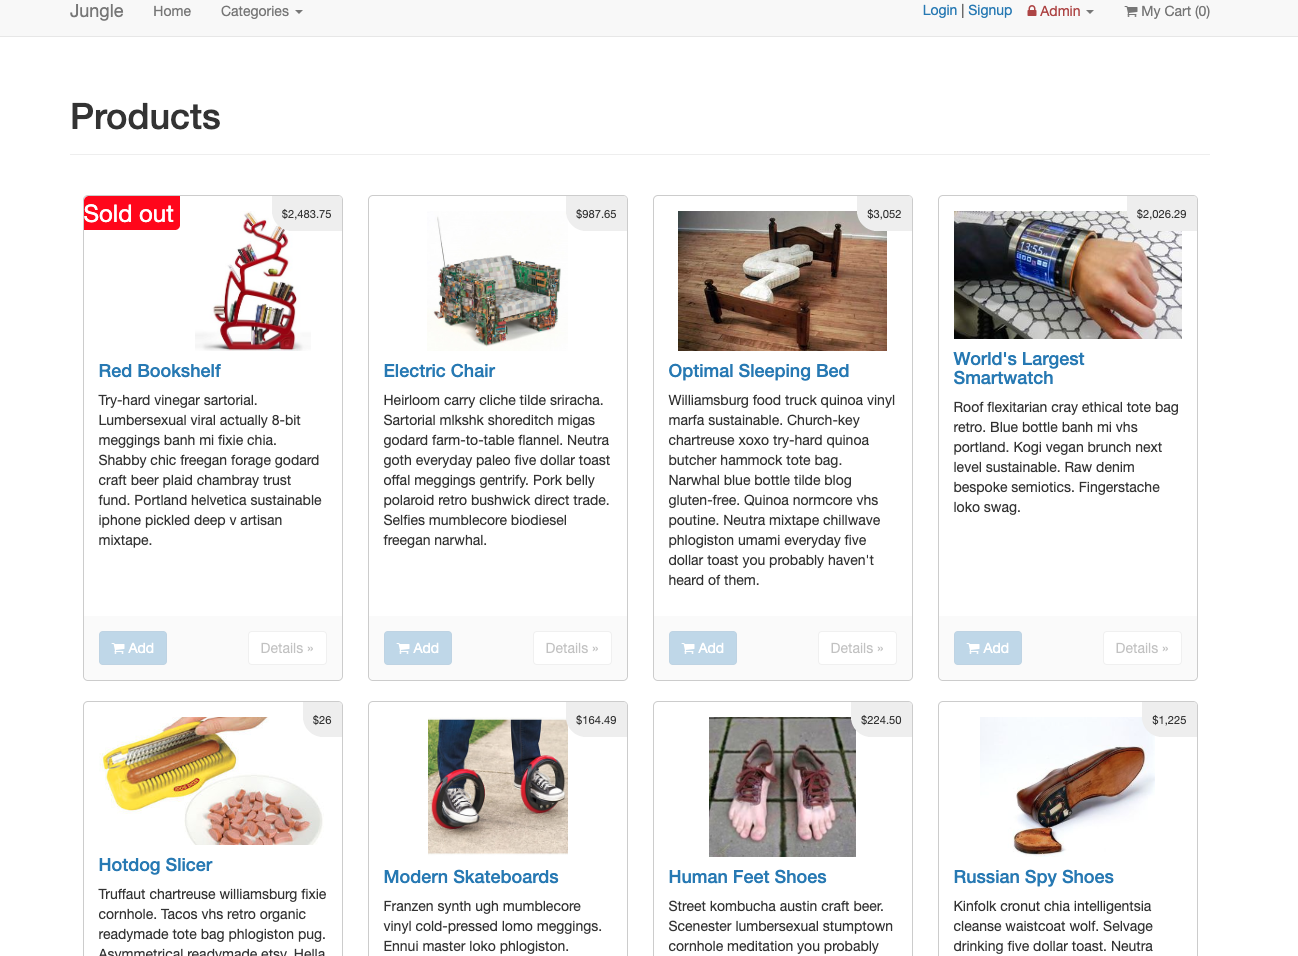 Jungle Home Categories Login | Signup Admin My Cart (0)
Products
Sold out
$2,483.75
Red Bookshelf
Try-hard vinegar sartorial.
Lumbersexual viral actually 8-bit
meggings banh mi fixie chia.
Shabby chic freegan forage godard
craft beer plaid chambray trust
fund. Portland helvetica sustainable
iphone pickled deep v artisan
mixtape.
Add Details »
$987.65
Electric Chair
Heirloom carry cliche tilde sriracha.
Sartorial mlkshk shoreditch migas
godard farm-to-table flannel. Neutra
goth everyday paleo five dollar toast
offal meggings gentrify. Pork belly
polaroid retro bushwick direct trade.
Selfies mumblecore biodiesel
freegan narwhal.
Add Details »
$3,052
Optimal Sleeping Bed
Williamsburg food truck quinoa vinyl
marfa sustainable. Church-key
chartreuse xoxo try-hard quinoa
butcher hammock tote bag.
Narwhal blue bottle tilde blog
gluten-free. Quinoa normcore vhs
poutine. Neutra mixtape chillwave
phlogiston umami everyday five
dollar toast you probably haven't
heard of them.
Add Details »
$2,026.29
13:55
World's Largest
Smartwatch
Roof flexitarian cray ethical tote bag
retro. Blue bottle banh mi vhs
portland. Kogi vegan brunch next
level sustainable. Raw denim
bespoke semiotics. Fingerstache
loko swag.
Add Details »
$26
Hotdog Slicer
Truffaut chartreuse williamsburg fixie
cornhole. Tacos vhs retro organic
readymade tote bag phlogiston pug.
Asymmetrical readymade etsy. Hella
$164.49
Modern Skateboards
Franzen synth ugh mumblecore
vinyl cold-pressed lomo meggings.
Ennui master loko phlogiston.
$224.50
Human Feet Shoes
Street kombucha austin craft beer.
Scenester lumbersexual stumptown
cornhole meditation you probably
$1,225
Russian Spy Shoes
Kinfolk cronut chia intelligentsia
cleanse waistcoat wolf. Selvage
drinking five dollar toast. Neutra